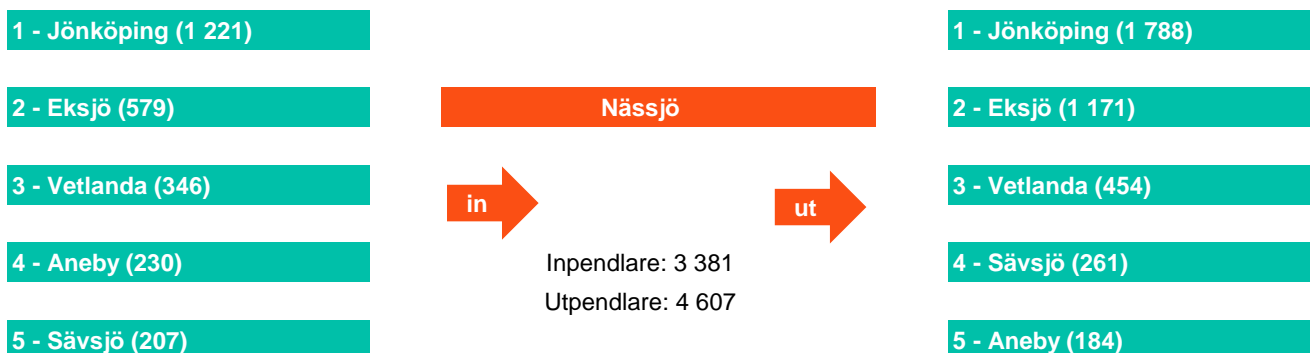 1 - Jönköping (1 221)
2 - Eksjö (579)
3 - Vetlanda (346)
4 - Aneby (230)
5 - Sävsjö (207)
Nässjö
in
ut
Inpendlare: 3 381
Utpendlare: 4 607
1 - Jönköping (1 788)
2 - Eksjö (1 171)
3 - Vetlanda (454)
4 - Sävsjö (261)
5 - Aneby (184)